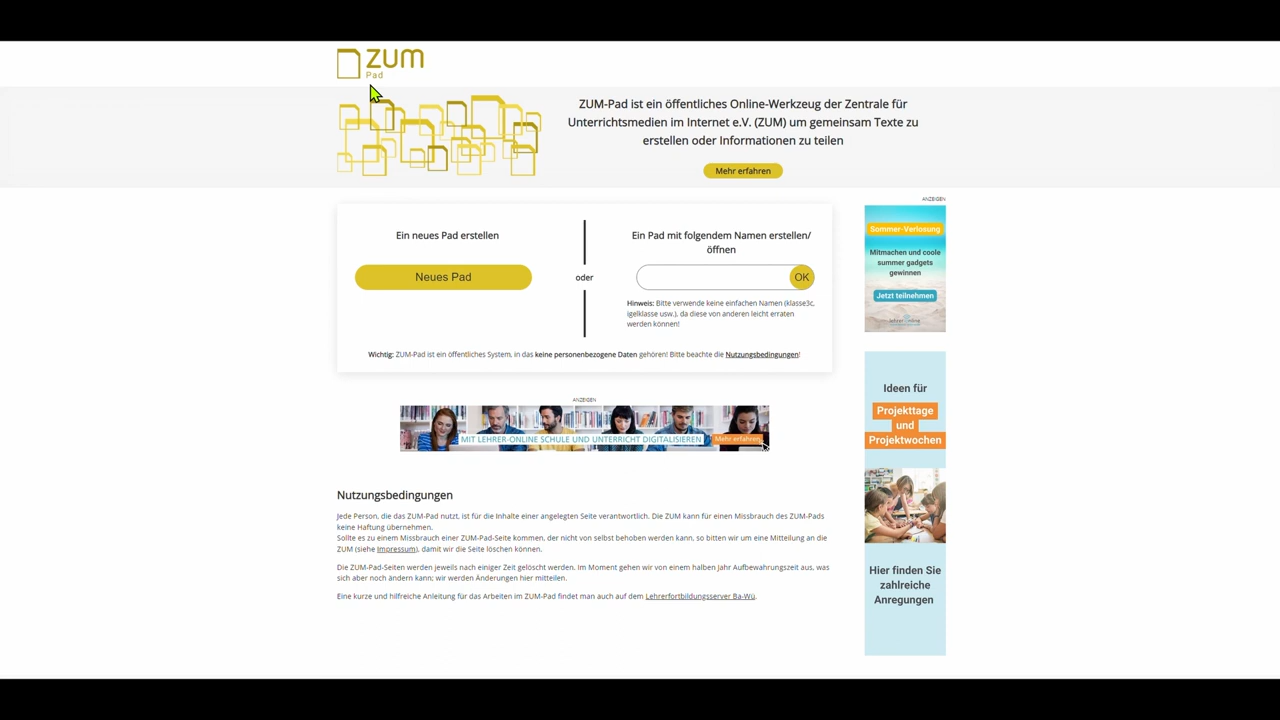 ZUM
Pad
ZUM-Pad ist ein öffentliches Online-Werkzeug der Zentrale für
Unterrichtsmedien im Internet e.V. (ZUM) um gemeinsam Texte zu
erstellen oder Informationen zu teilen
Mehr erfahren
Ein neues Pad erstellen
Neues Pad
oder
Ein Pad mit folgendem Namen erstellen/
öffnen
OK
Hinweis: Bitte verwende keine einfachen Namen (klasse3c,
igelklasse usw.), da diese von anderen leicht erraten
werden können!
Wichtig: ZUM-Pad ist ein öffentliches System, in das keine personenbezogene Daten gehören! Bitte beachte die Nutzungsbedingungen!
ANZEIGEN
MIT LEHRER-ONLINE SCHULE UND UNTERRICHT DIGITALISIEREN
Mehr erfahren
Nutzungsbedingungen
Jede Person, die das ZUM-Pad nutzt, ist für die Inhalte einer angelegten Seite verantwortlich. Die ZUM kann für einen Missbrauch des ZUM-Pads
keine Haftung übernehmen.
Sollte es zu einem Missbrauch einer ZUM-Pad-Seite kommen, der nicht von selbst behoben werden kann, so bitten wir um eine Mitteilung an die
ZUM (siehe Impressum), damit wir die Seite löschen können.
Die ZUM-Pad-Seiten werden jeweils nach einiger Zeit gelöscht werden. Im Moment gehen wir von einem halben Jahr Aufbewahrungszeit aus, was
sich aber noch ändern kann; wir werden Änderungen hier mitteilen.
Eine kurze und hilfreiche Anleitung für das Arbeiten im ZUM-Pad findet man auch auf dem Lehrerfortbildungsserver Ba-Wü.
ANZEIGEN
Sommer-Verlosung
Mitmachen und coole
summer gadgets
gewinnen
Jetzt teilnehmen
lehrer online
Ideen für
Projekttage
und
Projektwochen
Hier finden Sie
zahlreiche
Anregungen